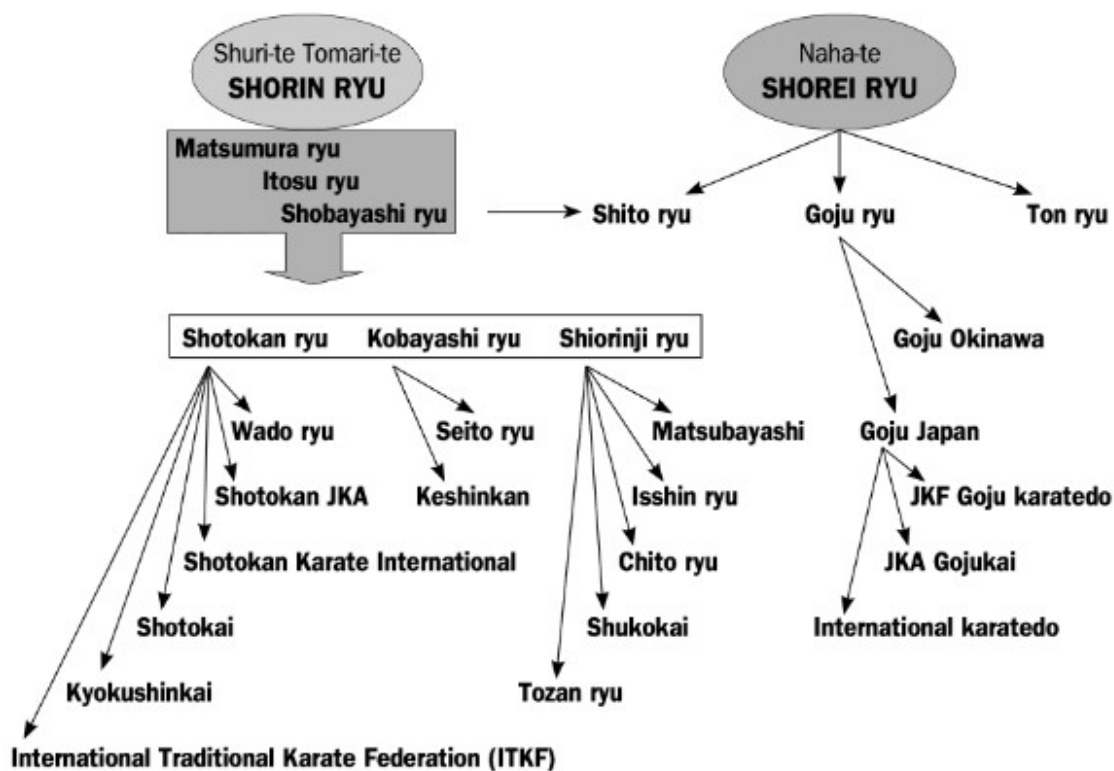 Shuri-te Tomari-te
SHORIN RYU
Naha-te
SHOREI RYU
Matsumura ryu
Itosu ryu
Shobayashi ryu
Shito ryu
Goju ryu
Ton ryu
Shotokan ryu
Kobayashi ryu
Shiorinji ryu
Goju Okinawa
Wado ryu
Seito ryu
Matsubayashi
Goju Japan
Shotokan JKA
Keshinkan
Isshin ryu
JKF Goju karatedo
Shotokan Karate International
Chito ryu
JKA Gojukai
Shotokai
Shukokai
International karatedo
Kyokushinkai
Tozan ryu
International Traditional Karate Federation (ITKF)